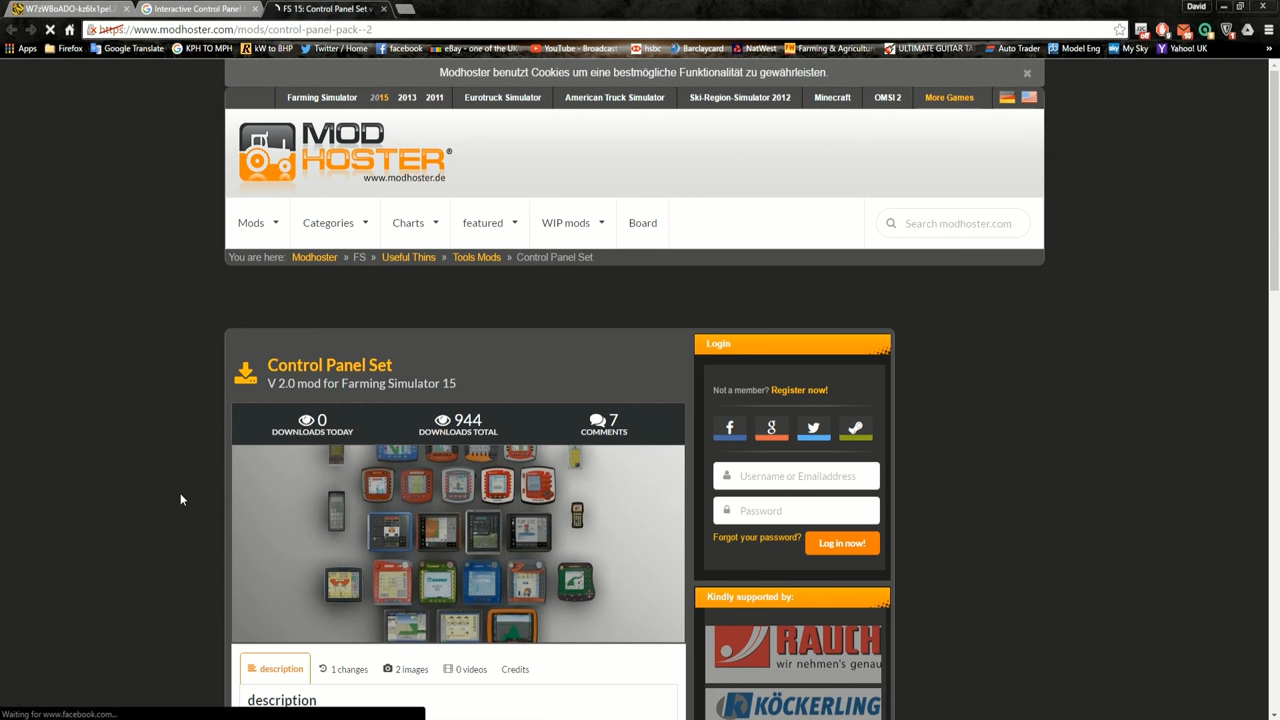 W7zWBoADO-kz6lx1peL
Interactive Control Panel
FS 15: Control Panel Set v
David
https://www.modhoster.com/mods/control-panel-pack--2
Apps Firefox Google Translate KPH TO MPH kW to BHP Twitter / Home facebook eBay - one of the UK YouTube - Broadcast hsbc Barclaycard NatWest Farming & Agricultu ULTIMATE GUITAR TA Auto Trader Model Eng My Sky Yahoo! UK »
Modhoster benutzt Cookies um eine bestmögliche Funktionalität zu gewährleisten.
Farming Simulator 2015 2013 2011 Eurotruck Simulator American Truck Simulator Ski-Region-Simulator 2012 Minecraft OMSI 2 More Games
MOD
HOSTER®
www.modhoster.de
Mods Categories Charts featured WIP mods Board Search modhoster.com
You are here: Modhoster » FS » Useful Thins » Tools Mods » Control Panel Set
Login
Control Panel Set
V 2.0 mod for Farming Simulator 15
Not a member? Register now!
0
DOWNLOADS TODAY
944
DOWNLOADS TOTAL
7
COMMENTS
Username or Emailaddress
Password
Forgot your password? Log in now!
Kindly supported by:
RAUCH
wir nehmen's genau
KÖCKERLING
description 1 changes 2 images 0 videos Credits
description
Waiting for www.facebook.com...